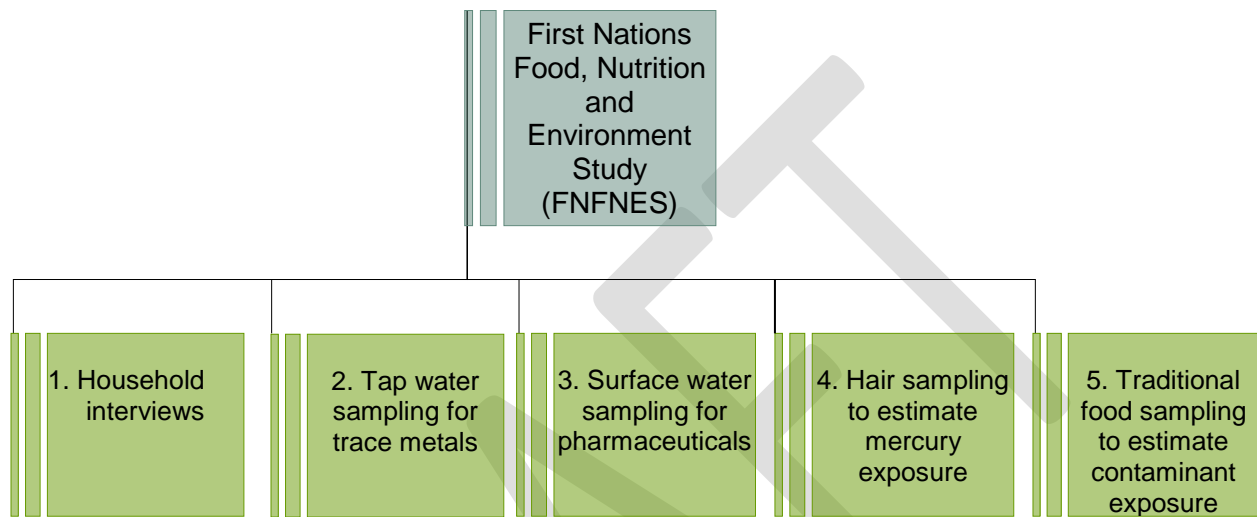 First Nations
Food, Nutrition
and
Environment
Study
(FNFNES)
1. Household
interviews
2. Tap water
sampling for
trace metals
3. Surface water
sampling for
pharmaceuticals
4. Hair sampling
to estimate
mercury
exposure
5. Traditional
food sampling
to estimate
contaminant
exposure